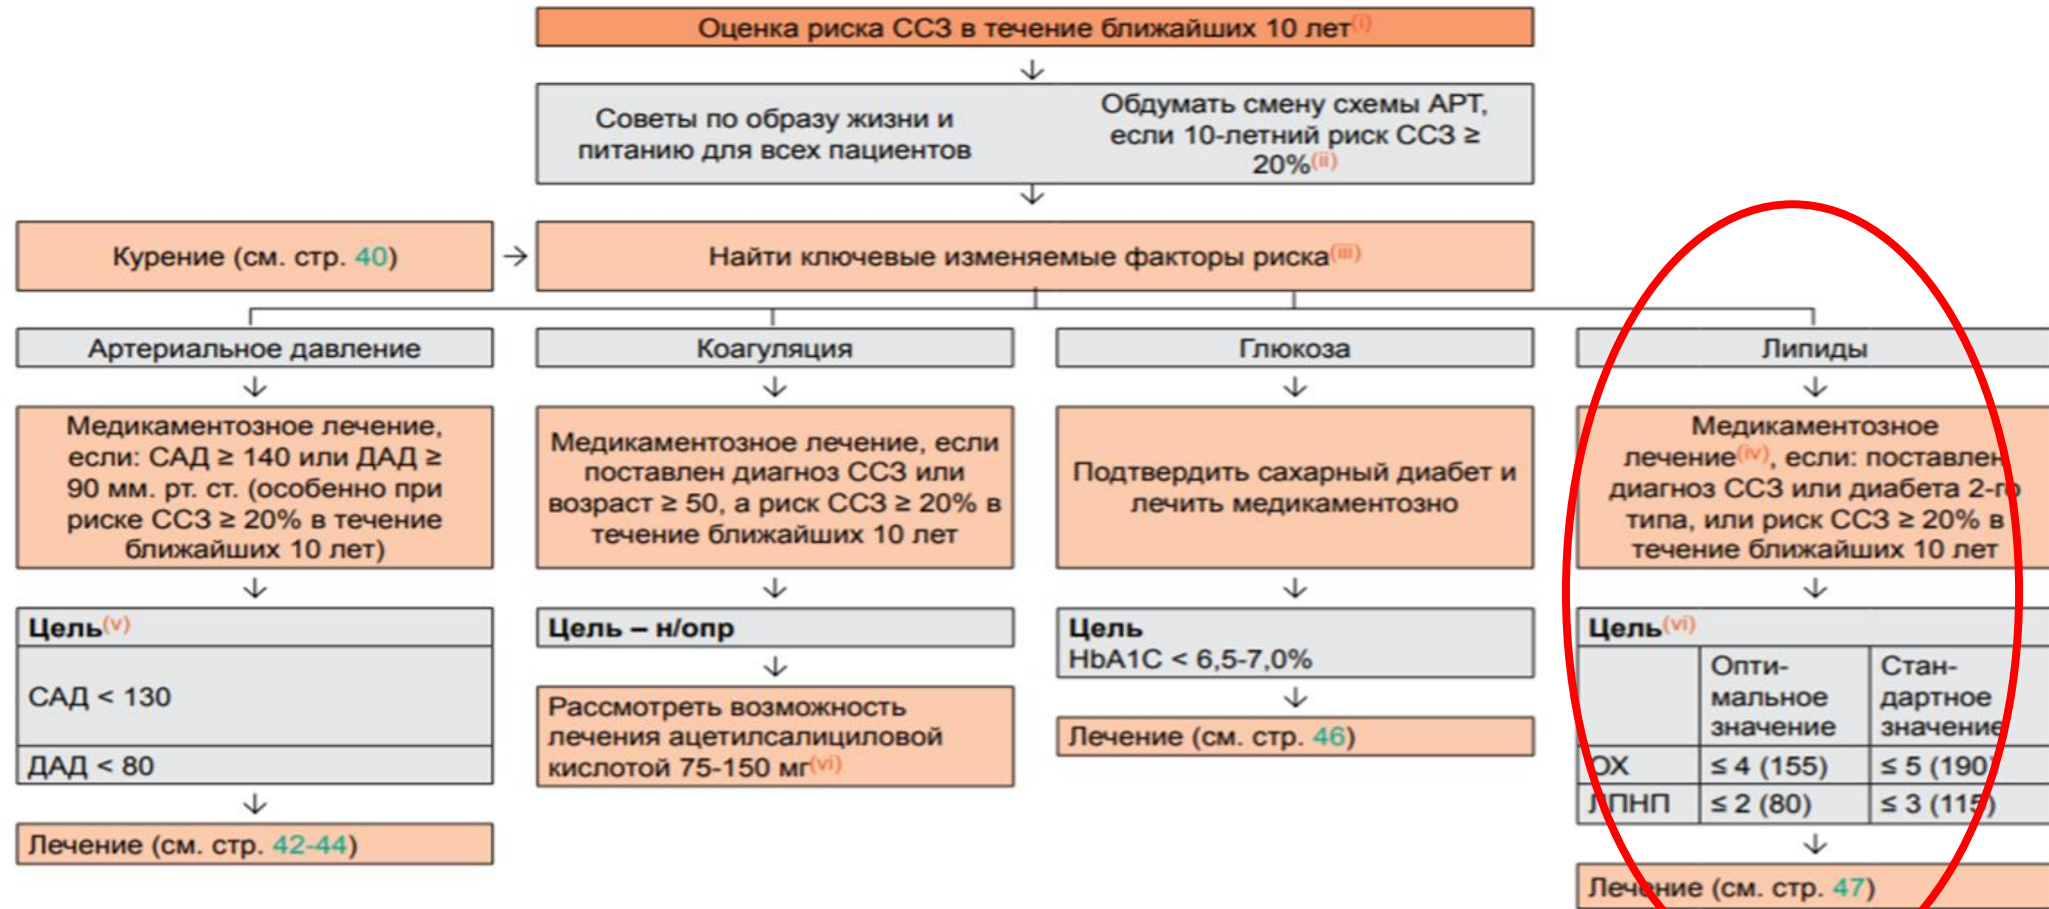 Оценка риска ССЗ в течение ближайших 10 лет(i)
Советы по образу жизни и
питанию для всех пациентов
Обдумать смену схемы АРТ,
если 10-летний риск ССЗ ≥
20%(ii)
Курение (см. стр. 40)
Найти ключевые изменяемые факторы риска(iii)
Артериальное давление
Медикаментозное лечение,
если: САД ≥ 140 или ДАД ≥
90 мм. рт. ст. (особенно при
риске ССЗ ≥ 20% в течение
ближайших 10 лет)
Цель(v)
САД < 130
ДАД < 80
Лечение (см. стр. 42-44)
Коагуляция
Медикаментозное лечение, если
поставлен диагноз ССЗ или
возраст ≥ 50, а риск ССЗ ≥ 20% в
течение ближайших 10 лет
Цель – н/опр
Рассмотреть возможность
лечения ацетилсалициловой
кислотой 75-150 мг(vi)
Глюкоза
Подтвердить сахарный диабет и
лечить медикаментозно
Цель
HbA1C < 6,5-7,0%
Лечение (см. стр. 46)
Липиды
Медикаментозное
лечение(iv), если: поставлен
диагноз ССЗ или диабета 2-го
типа, или риск ССЗ ≥ 20% в
течение ближайших 10 лет
Цель(vi)
Опти-
мальное
значение
Стан-
дартное
значение
ОХ ≤ 4 (155) ≤ 5 (190)
ЛПНП ≤ 2 (80) ≤ 3 (115)
Лечение (см. стр. 47)